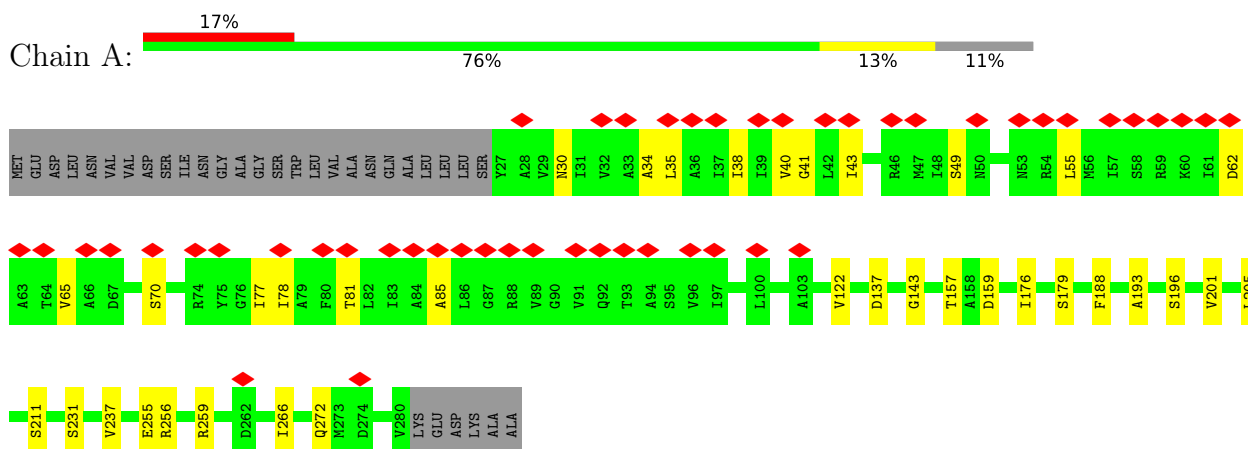 17%
Chain A:
76% 13% 11%
MET GLU ASP LEU ASN VAL VAL ASP SER ILE ASN GLY ALA GLY SER TRP LEU VAL ALA ASN GLN ALA LEU LEU LEU SER Y27 A28 V29 N30 I31 V32 A33 A34 L35 A36 I37 I38 I39 V40 G41 L42 I43 R46 M47 I48 S49 N50 N53 R54 L55 M56 I57 S58 R59 K60 I61 D62
A63 T64 V65 A66 D67 S70 R74 Y75 G76 I77 I78 A79 F80 T81 L82 I83 A84 A85 L86 G87 R88 V89 G90 V91 Q92 T93 A94 S95 V96 I97 L100 A103 V122 D137 G143 T157 A158 D159 I176 S179 F188 A193 S196 V201
S211 S231 V237 E255 R256 R259 D262 I266 Q272 M273 D274 V280 LYS GLU ASP LYS ALA ALA